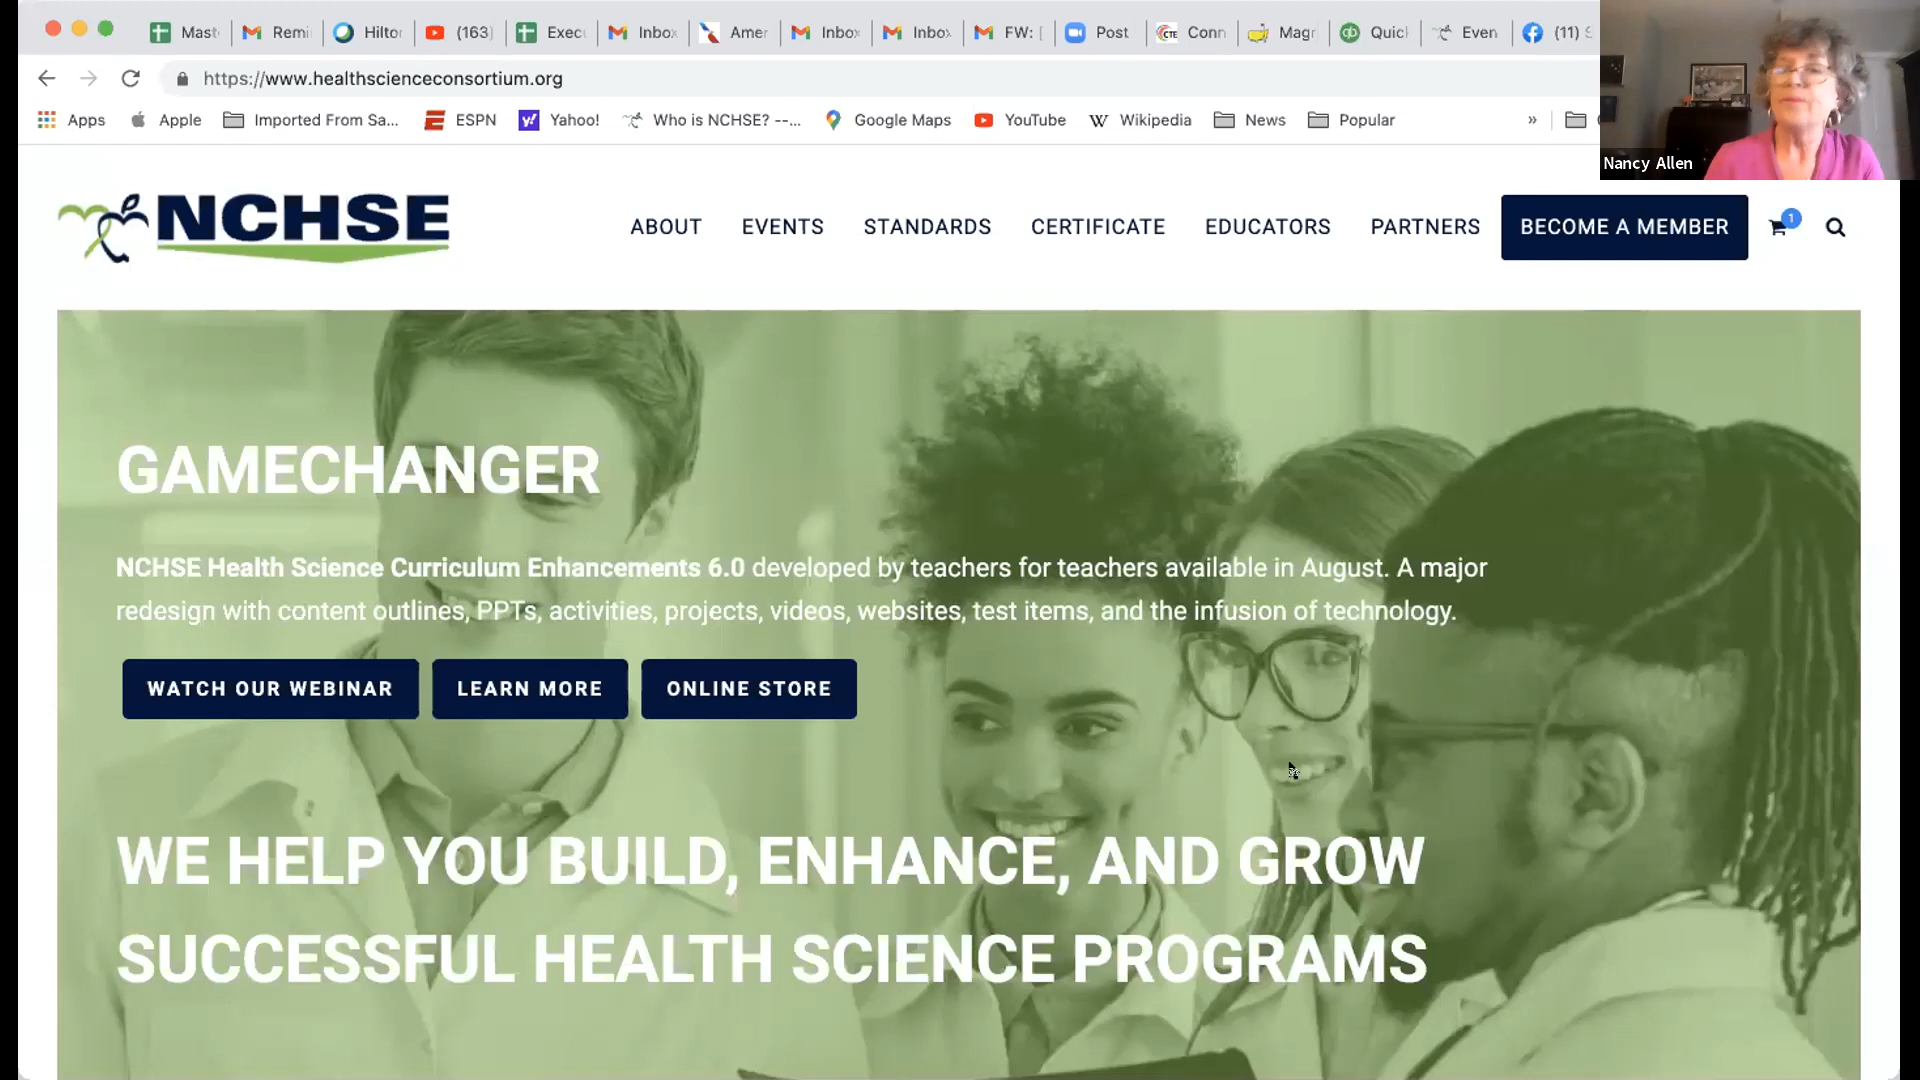 Mast
Remi
Hilto
(163)
Exec
Inbox
Amer
Inbox
Inbox
FW: [
Post
CTE
Conn
Magr
Quick
Even
(11)
https://www.healthscienceconsortium.org
Apps
Apple
Imported From Sa...
ESPN
Yahoo!
Who is NCHSE? --...
Google Maps
YouTube
W
Wikipedia
News
Popular
»
Nancy Allen
NCHSE
ABOUT
EVENTS
STANDARDS
CERTIFICATE
EDUCATORS
PARTNERS
BECOME A MEMBER
1
GAMECHANGER
NCHSE Health Science Curriculum Enhancements 6.0 developed by teachers for teachers available in August. A major
redesign with content outlines, PPTs, activities, projects, videos, websites, test items, and the infusion of technology.
WATCH OUR WEBINAR
LEARN MORE
ONLINE STORE
WE HELP YOU BUILD, ENHANCE, AND GROW
SUCCESSFUL HEALTH SCIENCE PROGRAMS